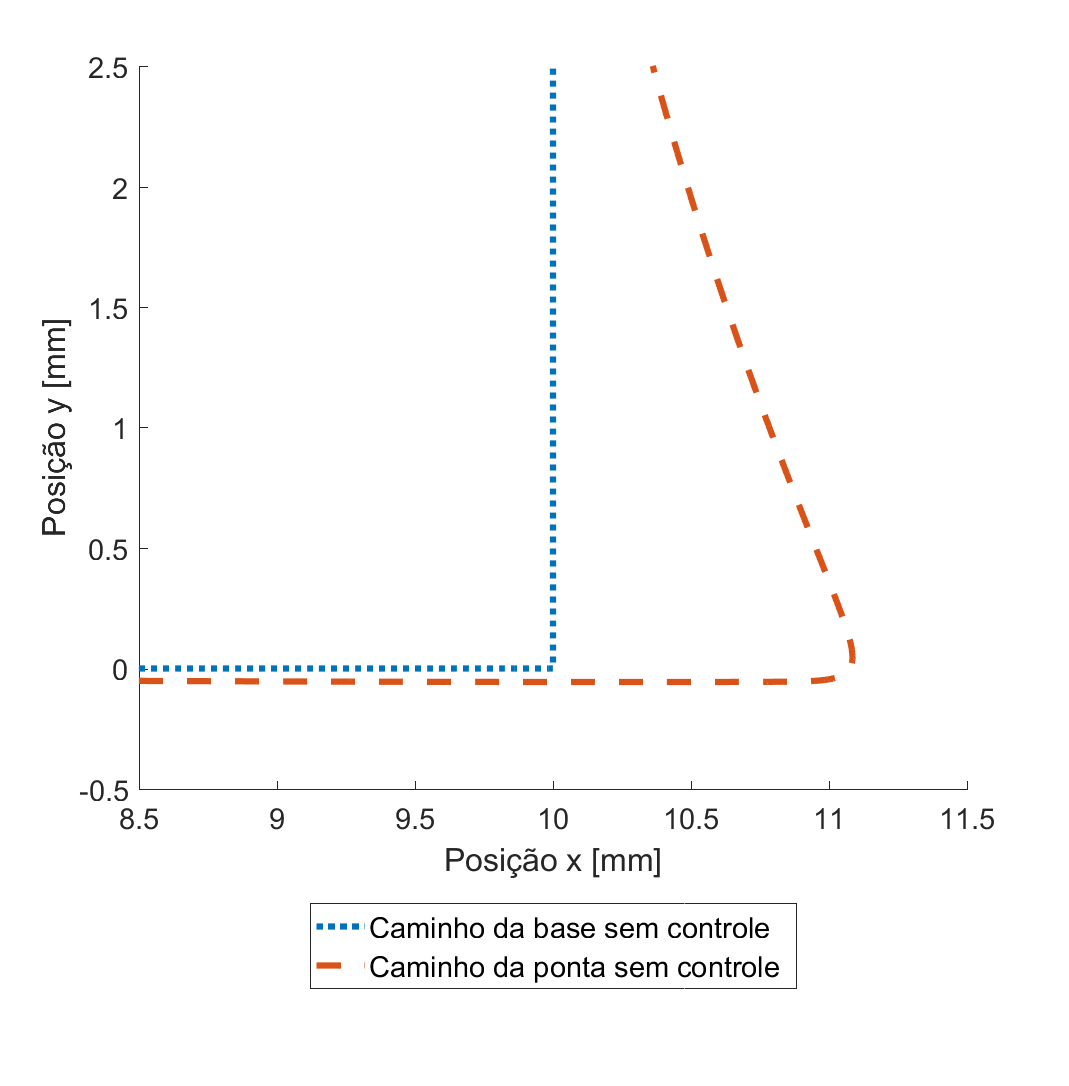 2.5
2
1.5
1
0.5
0
-0.5
Posição y [mm]
8.5 9 9.5 10 10.5 11 11.5
Posição x [mm]
Caminho da base sem controle
Caminho da ponta sem controle